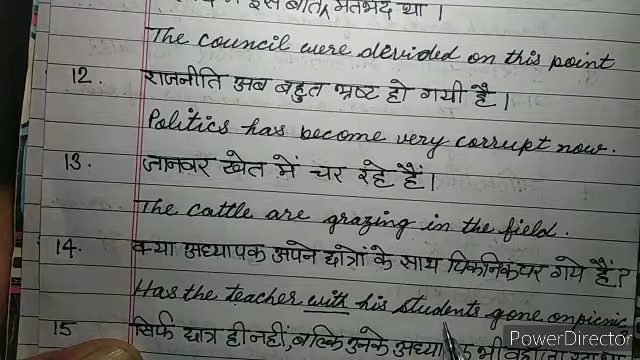 इस बात मतभेद था ।
The council were devided on this point
12. राजनीति अब बहुत भ्रष्ट हो गयी है ।
Politics has become very corrupt now.
13. जानवर खेत में चर रहे हैं ।
The cattle are grazing in the field.
14. क्या अध्यापक अपने छात्रों के साथ पिकनिक पर गये हैं ?
Has the teacher with his students gone on picnic
15 सिर्फ छात्र ही नहीं, बल्कि उनके
PowerDirector